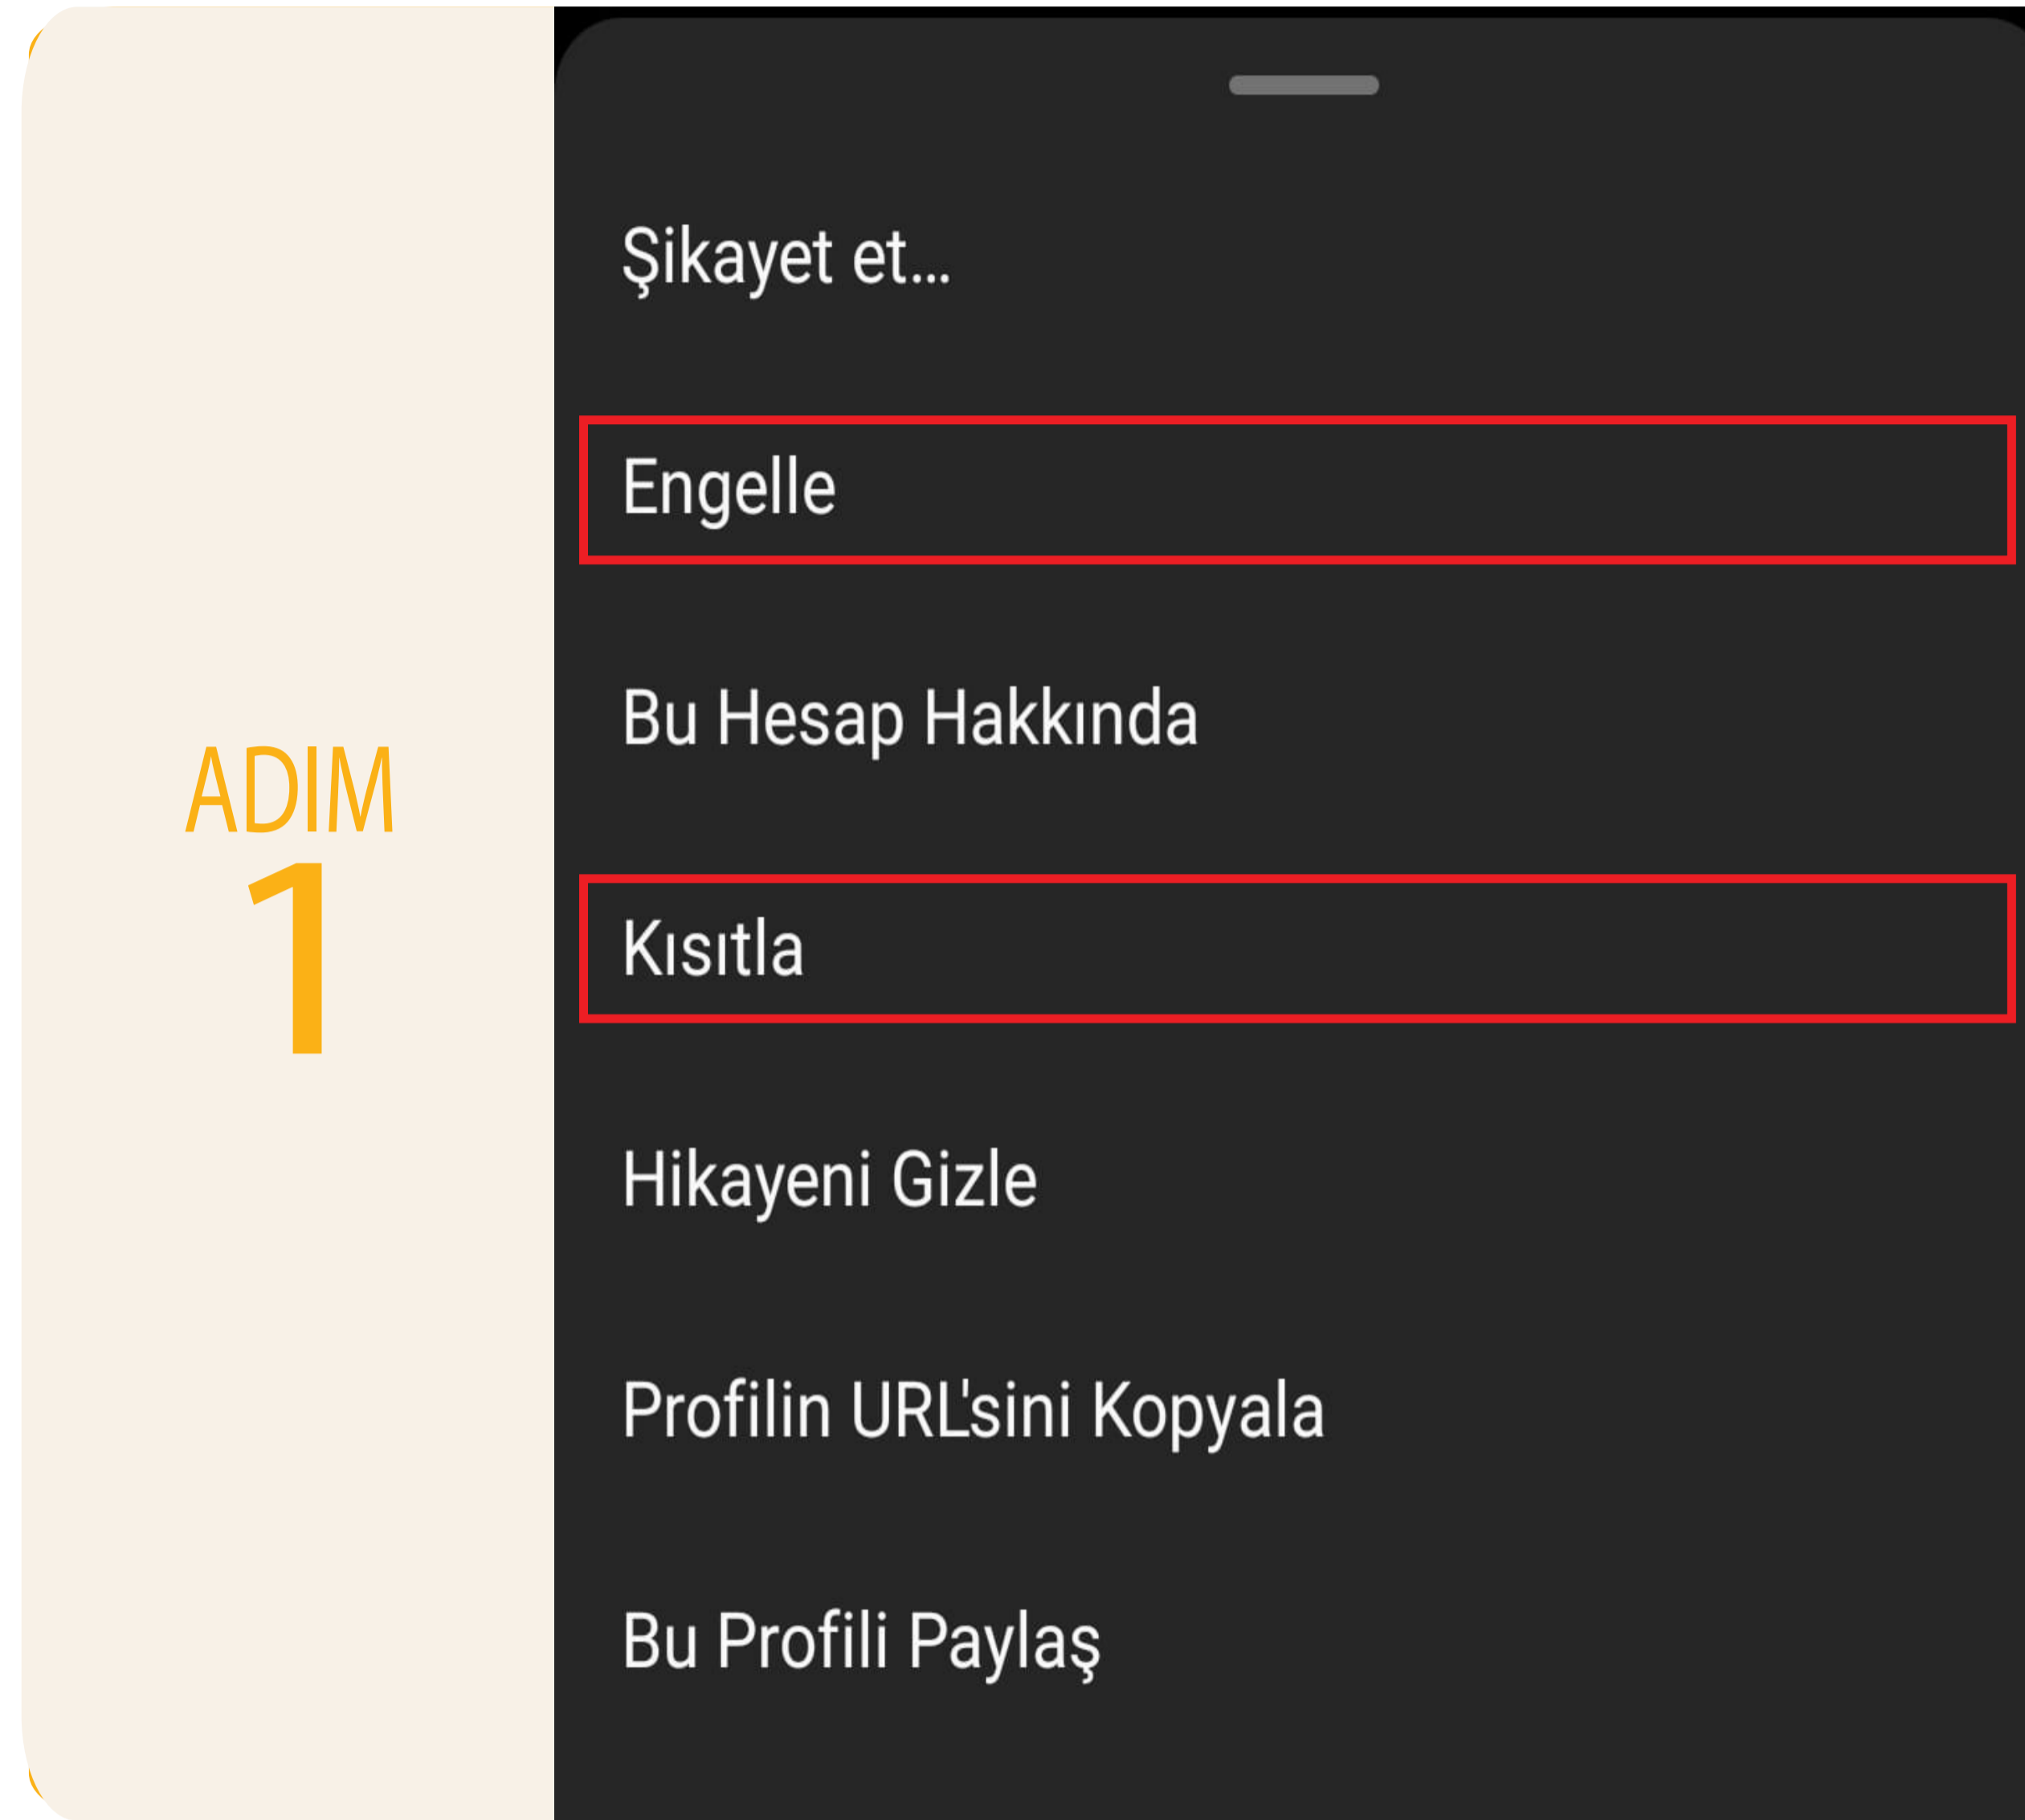 ADIM
1
Şikayet et...
Engelle
Bu Hesap Hakkında
Kısıtla
Hikayeni Gizle
Profilin URL'sini Kopyala
Bu Profili Paylaş